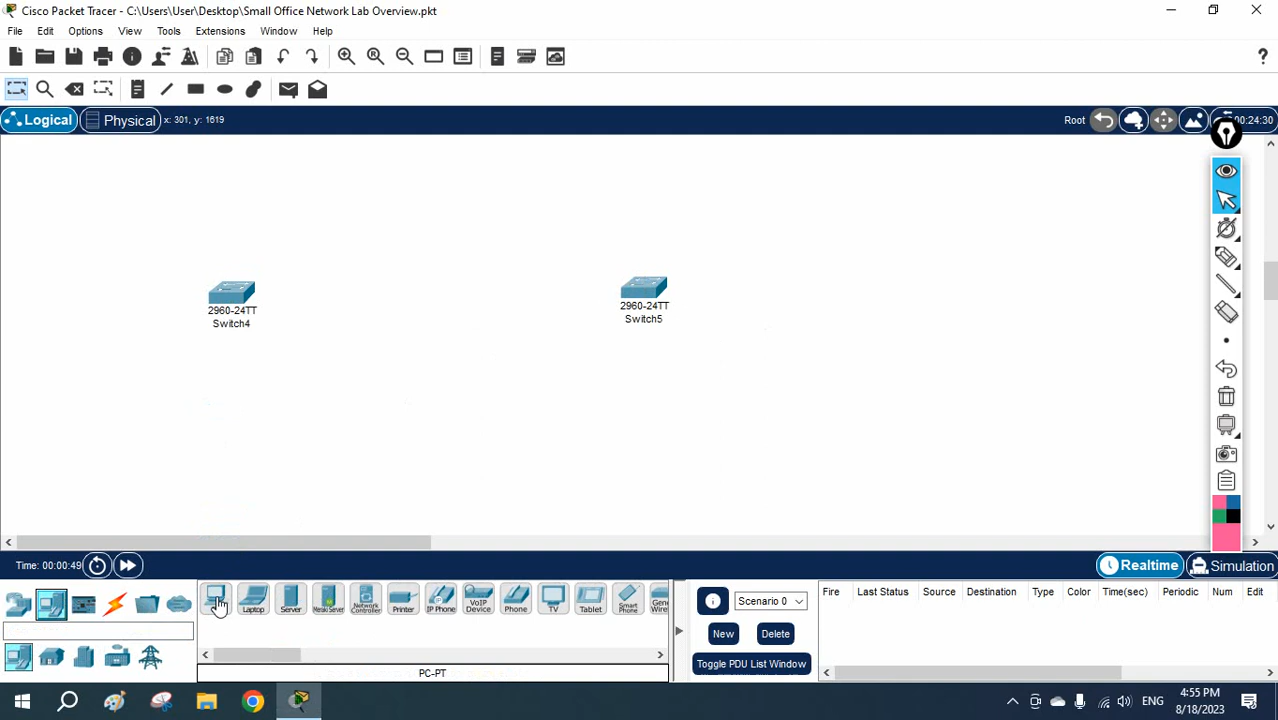 Cisco Packet Tracer - C:\Users\User\Desktop\Small Office Network Lab Overview.pkt
File Edit Options View Tools Extensions Window Help
Logical Physical x: 301, y: 1619 Root 00:24:30
2960-24TT
Switch4
2960-24TT
Switch5
Time: 00:00:49 Realtime Simulation
Laptop Server Meraki Server Network Controller Printer IP Phone VoIP Device Phone TV Tablet Smart Phone
PC-PT
Scenario 0
New Delete
Toggle PDU List Window
Fire Last Status Source Destination Type Color Time(sec) Periodic Num Edit
ENG
4:55 PM
8/18/2023